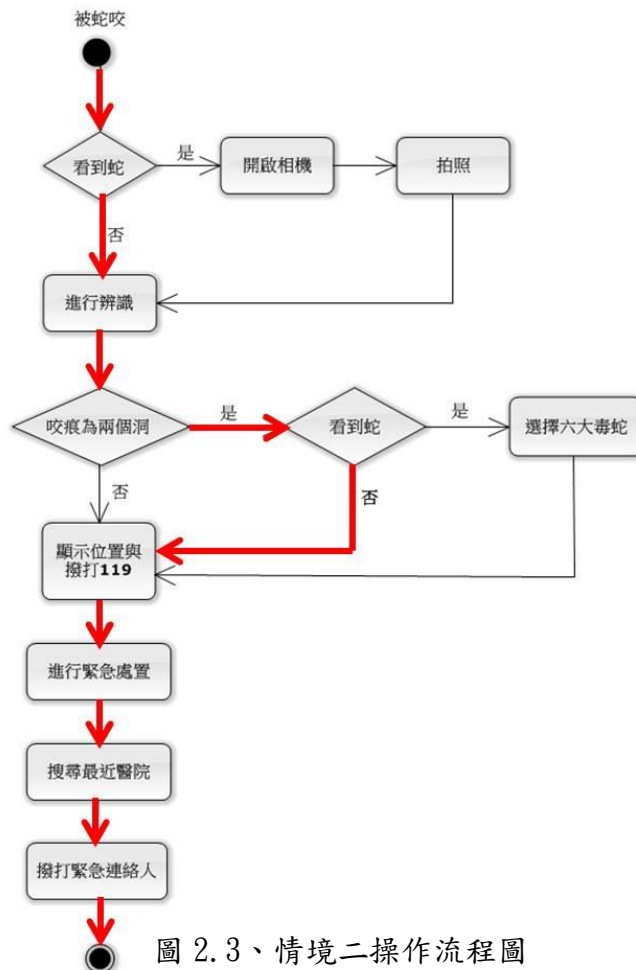 被蛇咬
看到蛇
是
開啟相機
拍照
否
進行辨識
咬痕為兩個洞
是
看到蛇
是
選擇六大毒蛇
否
否
顯示位置與
撥打119
進行緊急處置
搜尋最近醫院
撥打緊急連絡人
圖 2.3、情境二操作流程圖